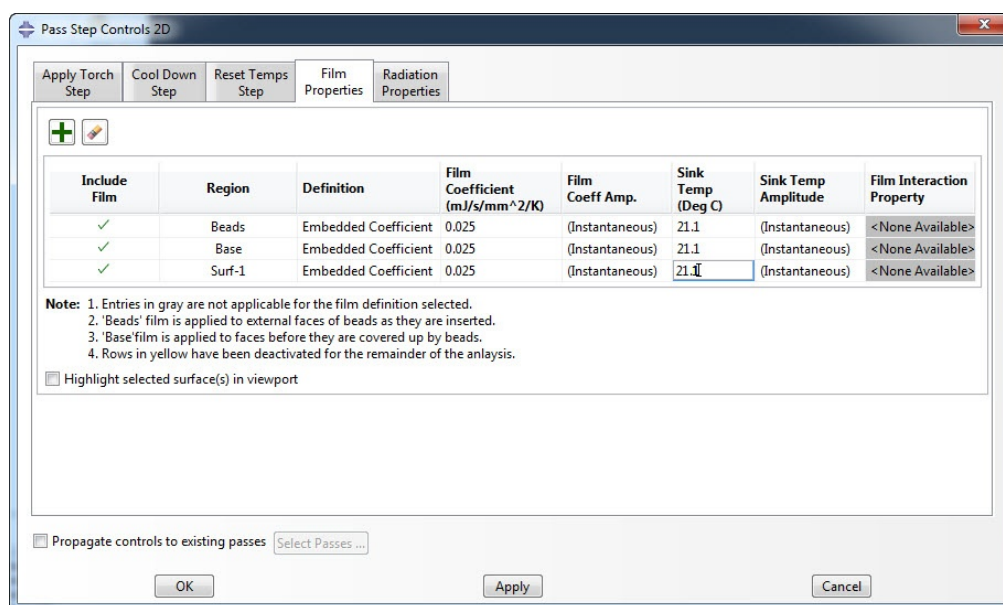 Pass Step Controls 2D
Apply Torch Step
Cool Down Step
Reset Temps Step
Film Properties
Radiation Properties
Include Film Region Definition Film Coefficient (mJ/s/mm^2/K) Film Coeff Amp. Sink Temp (Deg C) Sink Temp Amplitude Film Interaction Property
✓ Beads Embedded Coefficient 0.025 (Instantaneous) 21.1 (Instantaneous) <None Available>
✓ Base Embedded Coefficient 0.025 (Instantaneous) 21.1 (Instantaneous) <None Available>
✓ Surf-1 Embedded Coefficient 0.025 (Instantaneous) 21.1 (Instantaneous) <None Available>
Note: 1. Entries in gray are not applicable for the film definition selected.
2. 'Beads' film is applied to external faces of beads as they are inserted.
3. 'Base'film is applied to faces before they are covered up by beads.
4. Rows in yellow have been deactivated for the remainder of the anlaysis.
Highlight selected surface(s) in viewport
Propagate controls to existing passes Select Passes ...
OK Apply Cancel